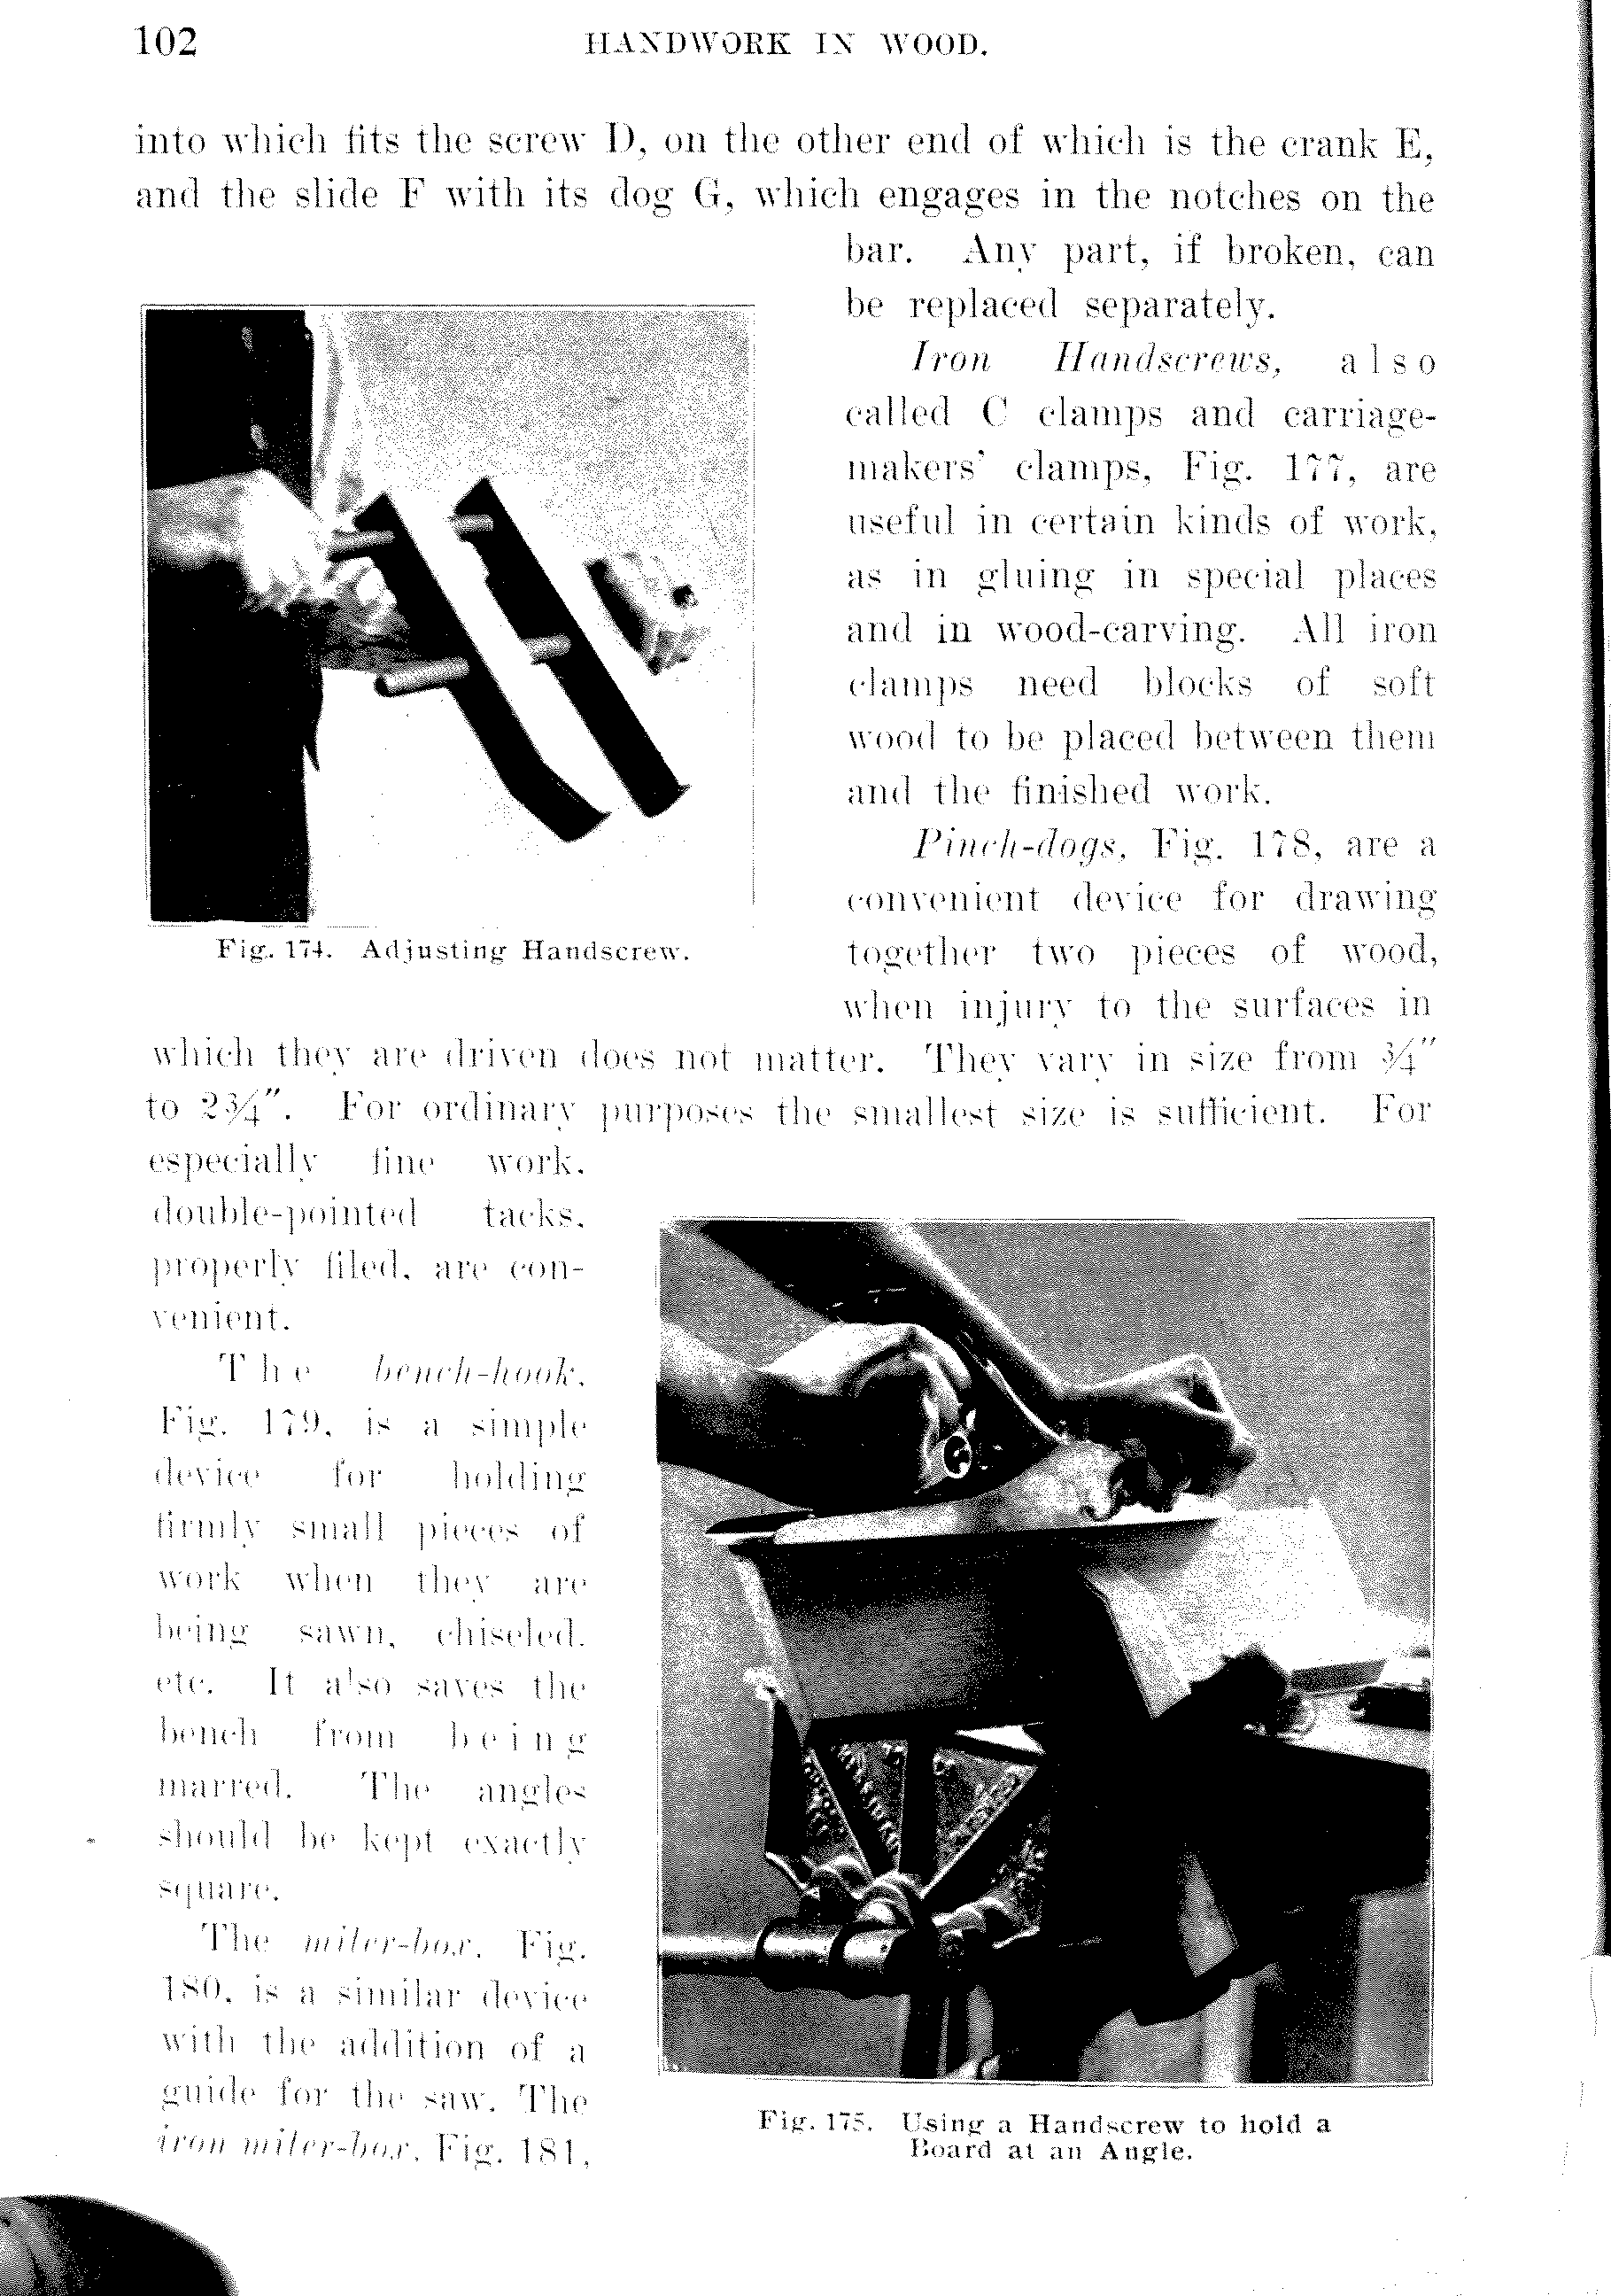 102
HANDWORK IN WOOD.
into which fits the screw D, on the other end of which is the crank E,
and the slide F with its dog G, which engages in the notches on the
bar. Any part, if broken, can
be replaced separately.
Iron Handscrews, also
called C clamps and carriage-
makers' clamps, Fig. 177, are
useful in certain kinds of work,
as in gluing in special places
and in wood-carving. All iron
clamps need blocks of soft
wood to be placed between them
and the finished work.
Pinch-dogs, Fig. 178, are a
convenient device for drawing
together two pieces of wood,
when injury to the surfaces in
Fig. 174. Adjusting Handscrew.
which they are driven does not matter. They vary in size from ¾"
to 2¾". For ordinary purposes the smallest size is sufficient. For
especially fine work,
double-pointed tacks,
properly filed, are con-
venient.
The bench-hook,
Fig. 179, is a simple
device for holding
firmly small pieces of
work when they are
being sawn, chiseled,
etc. It also saves the
bench from being
marred. The angles
should be kept exactly
square.
The miter-box, Fig.
180, is a similar device
with the addition of a
guide for the saw. The
iron miter-box, Fig. 181,
Fig. 175. Using a Handscrew to hold a
Board at an Angle.